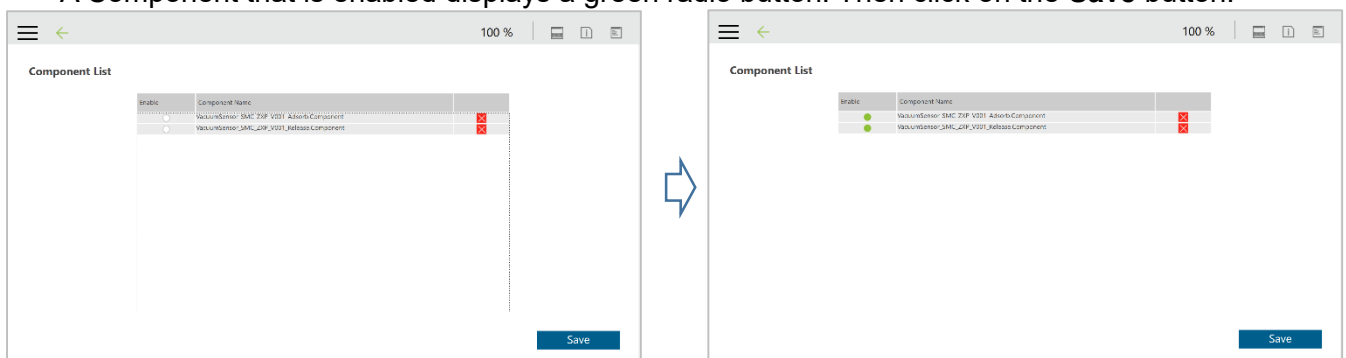 A Component that is enabled displays a green radio button. Then click on the Save button.
100 %
Component List
Enable Component Name
VacuumSensor_SMC_ZXP_V001_Adsorb.Component
VacuumSensor_SMC_ZXP_V001_Release.Component
Save
100 %
Component List
Enable Component Name
VacuumSensor_SMC_ZXP_V001_Adsorb.Component
VacuumSensor_SMC_ZXP_V001_Release.Component
Save